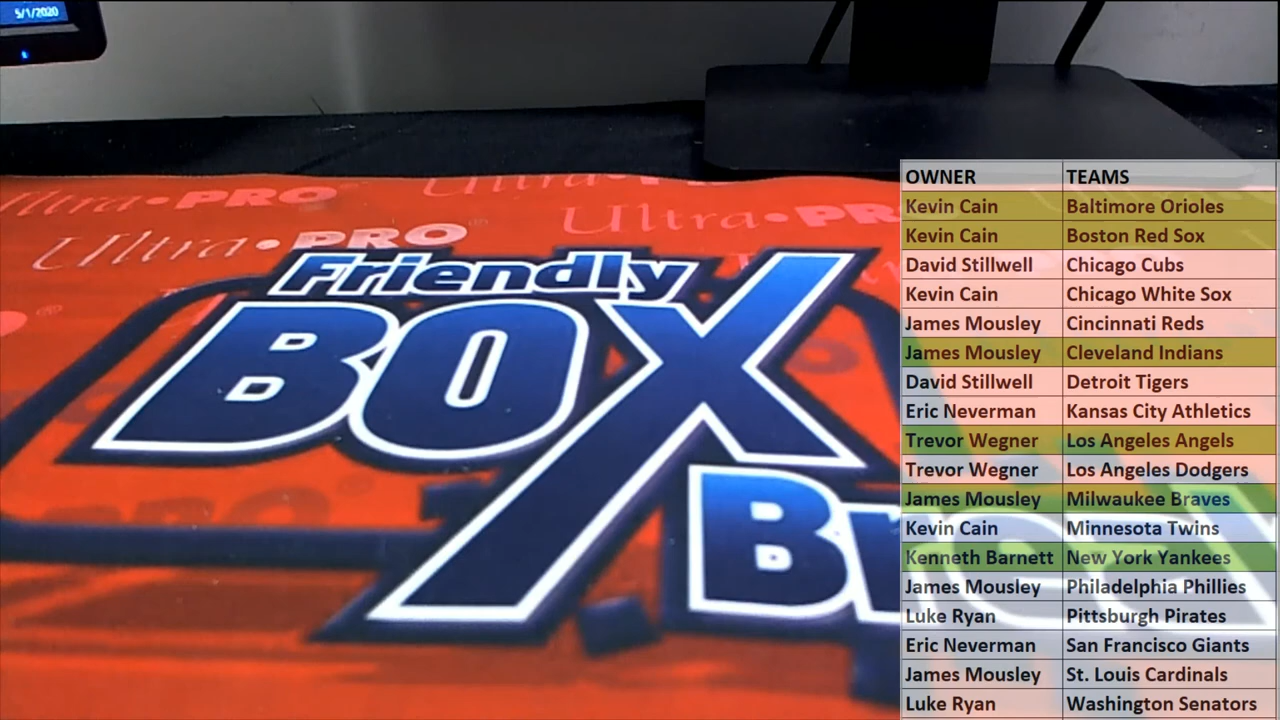 5/1/2020
Ultra•PRO
Ultra•PR
Ultra•PRO
Friendly
BOX
OWNER TEAMS
Kevin Cain Baltimore Orioles
Kevin Cain Boston Red Sox
David Stillwell Chicago Cubs
Kevin Cain Chicago White Sox
James Mousley Cincinnati Reds
James Mousley Cleveland Indians
David Stillwell Detroit Tigers
Eric Neverman Kansas City Athletics
Trevor Wegner Los Angeles Angels
Trevor Wegner Los Angeles Dodgers
James Mousley Milwaukee Braves
Kevin Cain Minnesota Twins
Kenneth Barnett New York Yankees
James Mousley Philadelphia Phillies
Luke Ryan Pittsburgh Pirates
Eric Neverman San Francisco Giants
James Mousley St. Louis Cardinals
Luke Ryan Washington Senators